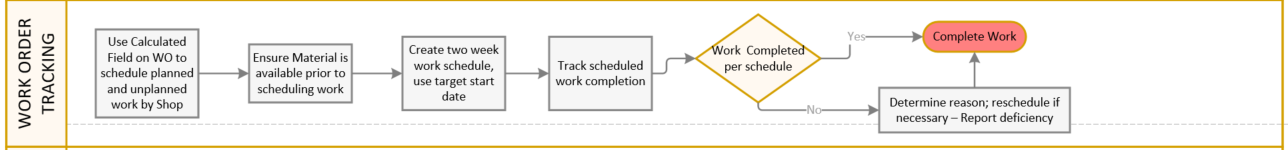 WORK ORDER
TRACKING
Use Calculated
Field on WO to
schedule planned
and unplanned
work by Shop
Ensure Material is
available prior to
scheduling work
Create two week
work schedule,
use target start
date
Track scheduled
work completion
Work  Completed
per schedule
Yes
Complete Work
No
Determine reason; reschedule if
necessary – Report deficiency